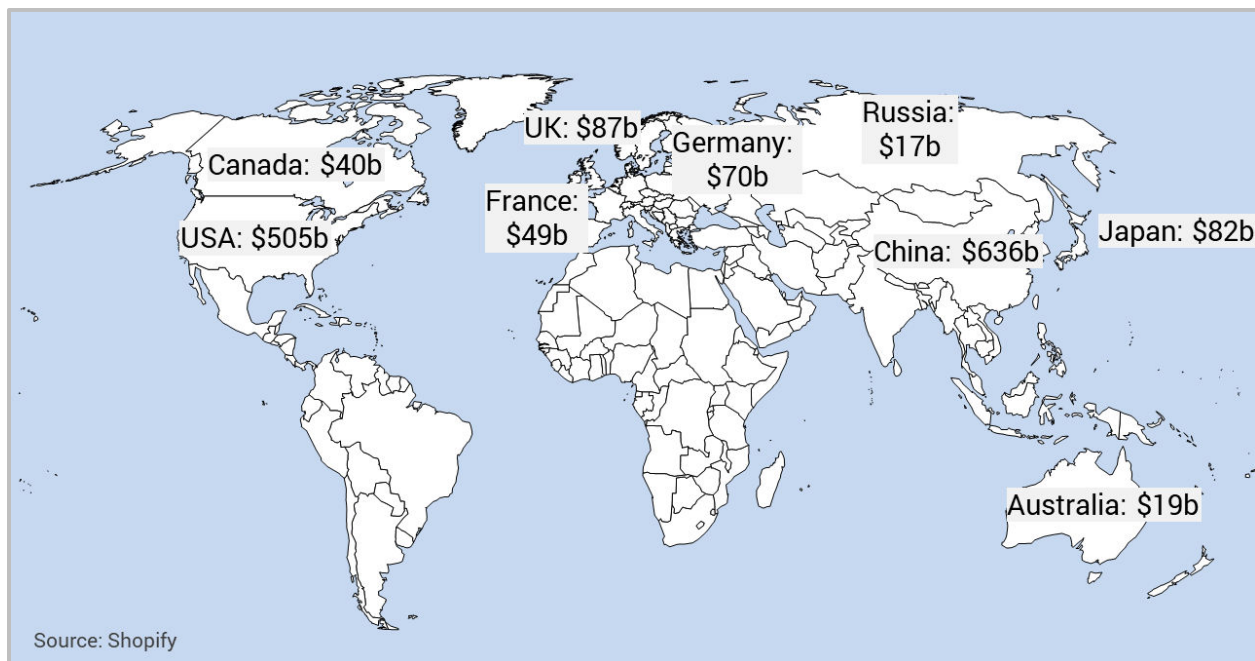 UK: $87b
Russia:
$17b
Germany:
$70b
Canada: $40b
France:
$49b
USA: $505b
Japan: $82b
China: $636b
Australia: $19b
Source: Shopify